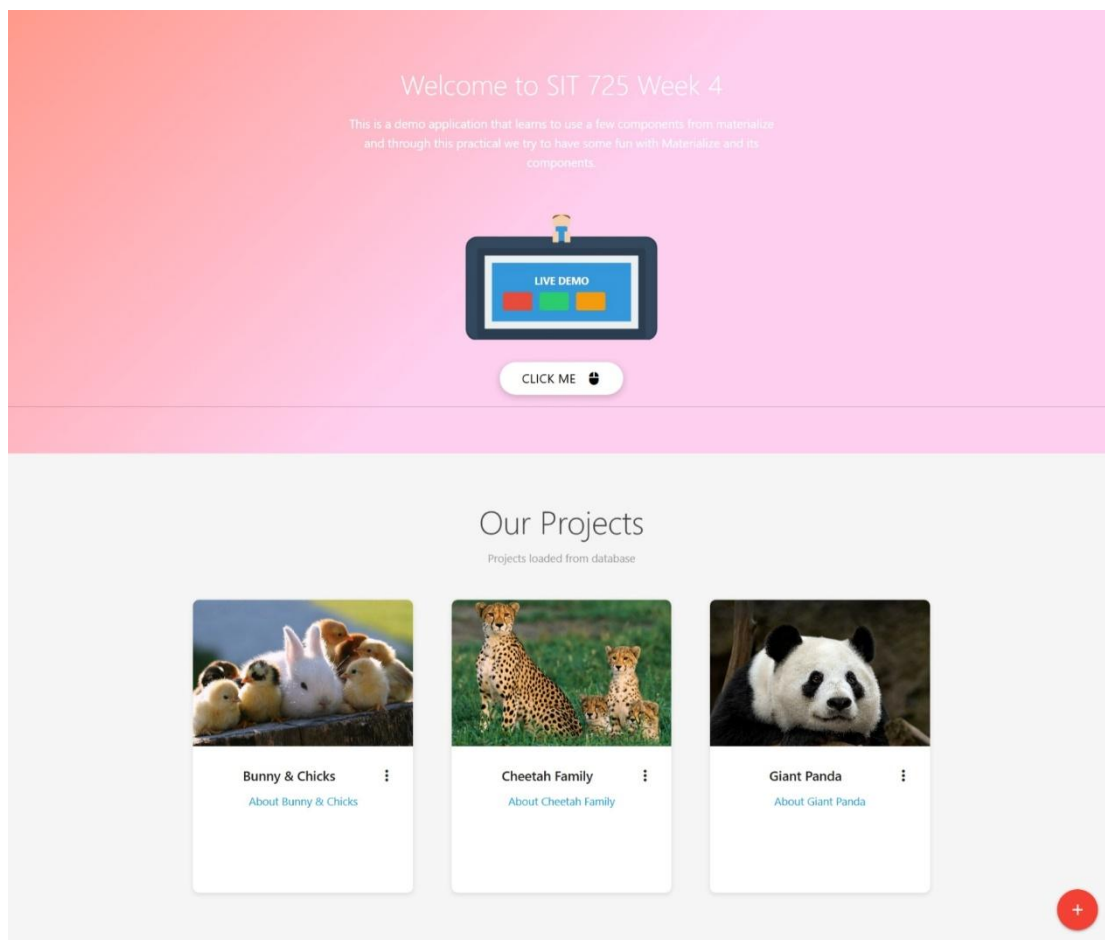 Welcome to SIT 725 Week 4
This is a demo application that learns to use a few components from materialize
and through this practical we try to have some fun with Materialize and its
components.
LIVE DEMO
CLICK ME
Our Projects
Projects loaded from database
Bunny & Chicks
About Bunny & Chicks
Cheetah Family
About Cheetah Family
Giant Panda
About Giant Panda
+